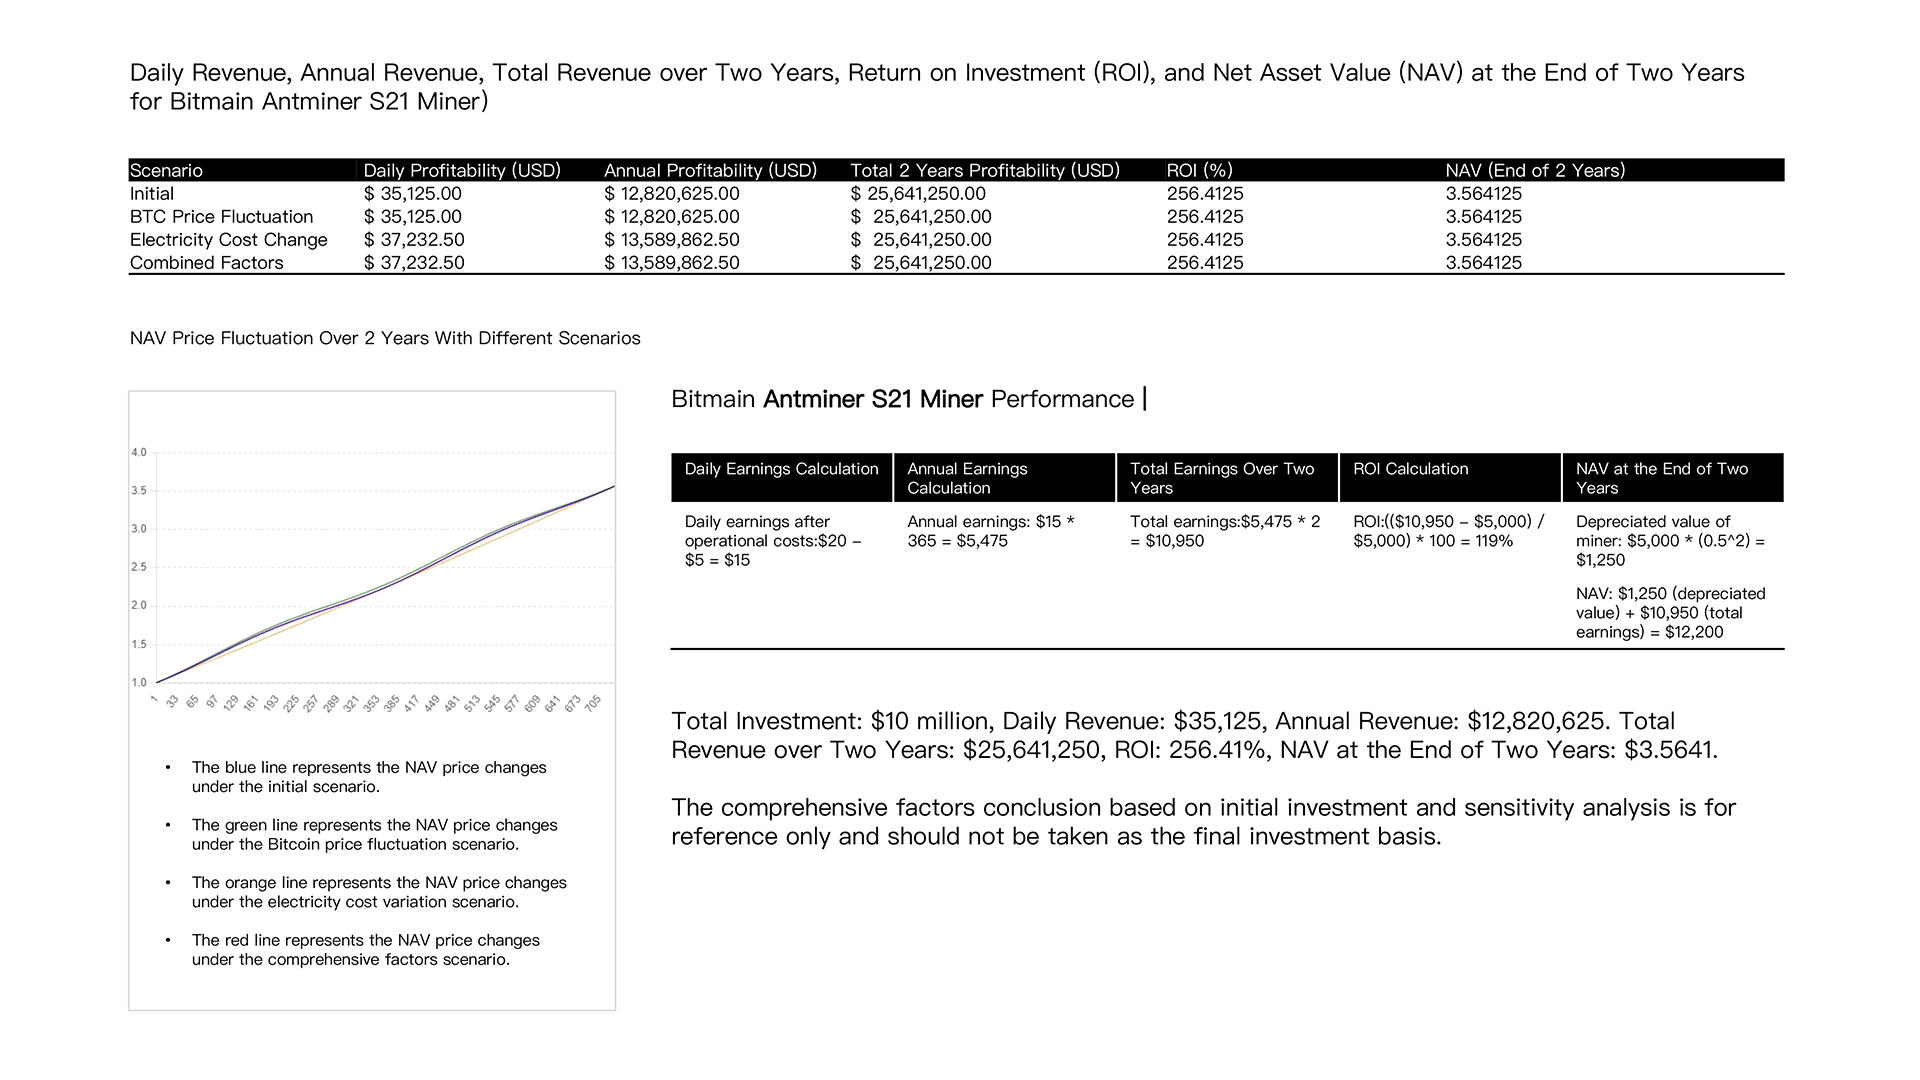 Daily Revenue, Annual Revenue, Total Revenue over Two Years, Return on Investment (ROI), and Net Asset Value (NAV) at the End of Two Years
for Bitmain Antminer S21 Miner)
Scenario Daily Profitability (USD) Annual Profitability (USD) Total 2 Years Profitability (USD) ROI (%) NAV (End of 2 Years)
Initial $ 35,125.00 $ 12,820,625.00 $ 25,641,250.00 256.4125 3.564125
BTC Price Fluctuation $ 35,125.00 $ 12,820,625.00 $ 25,641,250.00 256.4125 3.564125
Electricity Cost Change $ 37,232.50 $ 13,589,862.50 $ 25,641,250.00 256.4125 3.564125
Combined Factors $ 37,232.50 $ 13,589,862.50 $ 25,641,250.00 256.4125 3.564125
NAV Price Fluctuation Over 2 Years With Different Scenarios
4.0
3.5
3.0
2.5
2.0
1.5
1.0
1 33 65 97 129 161 193 225 257 289 321 353 385 417 449 481 513 545 577 609 641 673 705
• The blue line represents the NAV price changes
under the initial scenario.
• The green line represents the NAV price changes
under the Bitcoin price fluctuation scenario.
• The orange line represents the NAV price changes
under the electricity cost variation scenario.
• The red line represents the NAV price changes
under the comprehensive factors scenario.
Bitmain Antminer S21 Miner Performance |
Daily Earnings Calculation
Annual Earnings
Calculation
Total Earnings Over Two
Years
ROI Calculation
NAV at the End of Two
Years
Daily earnings after
operational costs:$20 –
$5 = $15
Annual earnings: $15 *
365 = $5,475
Total earnings:$5,475 * 2
= $10,950
ROI:(($10,950 – $5,000) /
$5,000) * 100 = 119%
Depreciated value of
miner: $5,000 * (0.5^2) =
$1,250
NAV: $1,250 (depreciated
value) + $10,950 (total
earnings) = $12,200
Total Investment: $10 million, Daily Revenue: $35,125, Annual Revenue: $12,820,625. Total
Revenue over Two Years: $25,641,250, ROI: 256.41%, NAV at the End of Two Years: $3.5641.
The comprehensive factors conclusion based on initial investment and sensitivity analysis is for
reference only and should not be taken as the final investment basis.